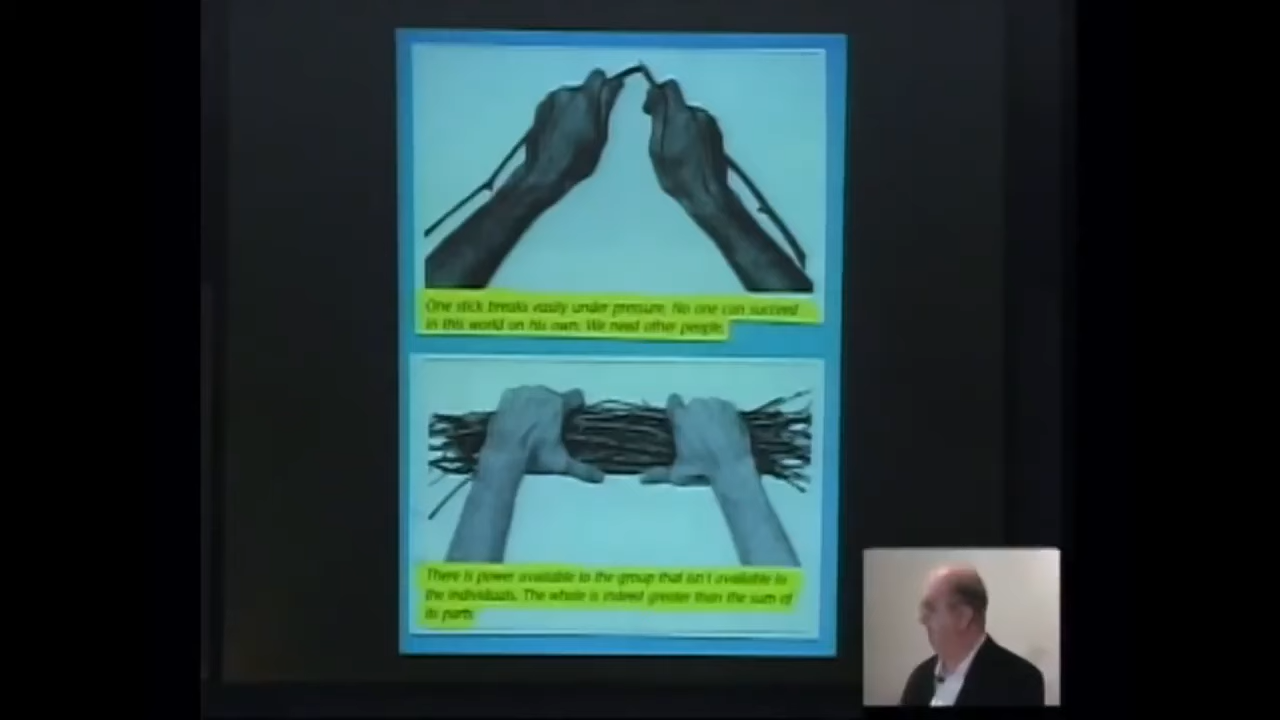 One stick breaks easily under pressure. No one can succeed
in this world on his own. We need other people.
There is power available to the group that isn't available to
the individuals. The whole is indeed greater than the sum of
its parts